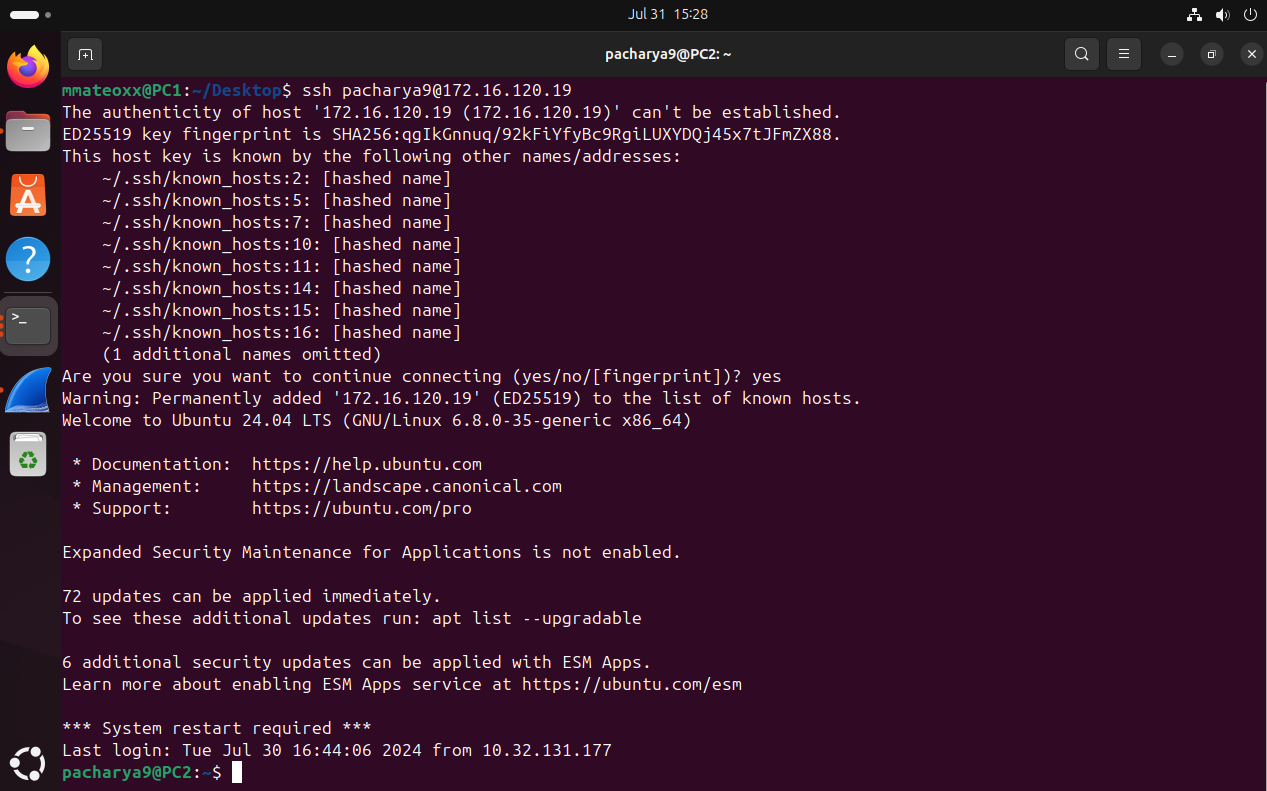 Jul 31 15:28
pacharya9@PC2: ~
mmateoxx@PC1:~/Desktop$ ssh pacharya9@172.16.120.19
The authenticity of host '172.16.120.19 (172.16.120.19)' can't be established.
ED25519 key fingerprint is SHA256:qgIkGnnuq/92kFiYfyBc9RgiLUXYDQj45x7tJFmZX88.
This host key is known by the following other names/addresses:
    ~/.ssh/known_hosts:2: [hashed name]
    ~/.ssh/known_hosts:5: [hashed name]
    ~/.ssh/known_hosts:7: [hashed name]
    ~/.ssh/known_hosts:10: [hashed name]
    ~/.ssh/known_hosts:11: [hashed name]
    ~/.ssh/known_hosts:14: [hashed name]
    ~/.ssh/known_hosts:15: [hashed name]
    ~/.ssh/known_hosts:16: [hashed name]
    (1 additional names omitted)
Are you sure you want to continue connecting (yes/no/[fingerprint])? yes
Warning: Permanently added '172.16.120.19' (ED25519) to the list of known hosts.
Welcome to Ubuntu 24.04 LTS (GNU/Linux 6.8.0-35-generic x86_64)
 * Documentation:  https://help.ubuntu.com
 * Management:     https://landscape.canonical.com
 * Support:        https://ubuntu.com/pro
Expanded Security Maintenance for Applications is not enabled.
72 updates can be applied immediately.
To see these additional updates run: apt list --upgradable
6 additional security updates can be applied with ESM Apps.
Learn more about enabling ESM Apps service at https://ubuntu.com/esm
*** System restart required ***
Last login: Tue Jul 30 16:44:06 2024 from 10.32.131.177
pacharya9@PC2:~$